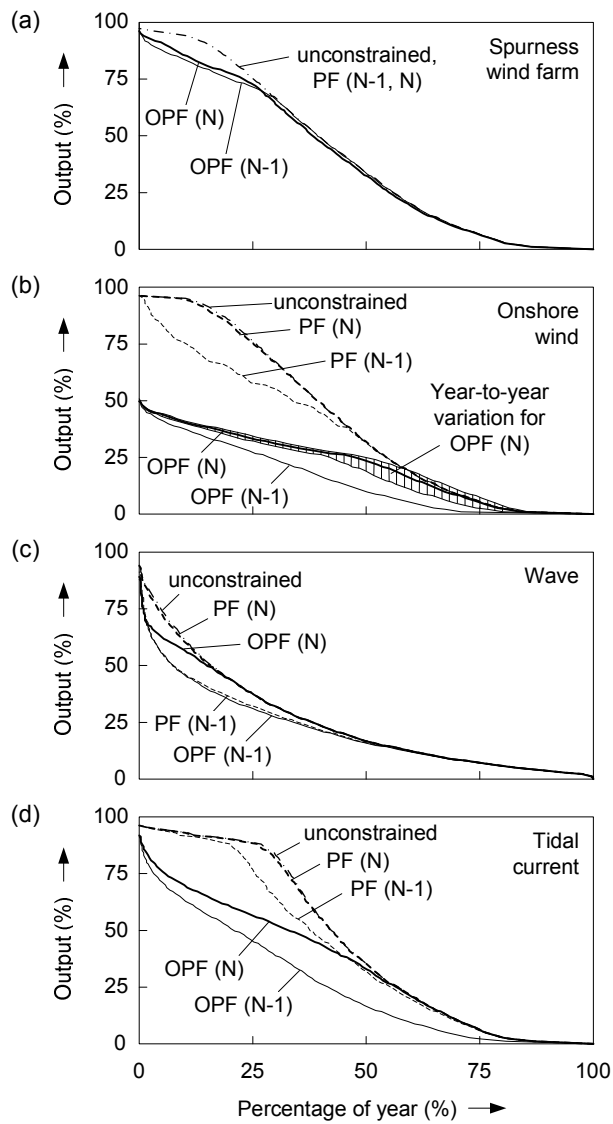 (a)
100
75
50
25
0
Output (%)
unconstrained,
PF (N-1, N)
Spurness
wind farm
OPF (N)
OPF (N-1)
(b)
100
75
50
25
0
Output (%)
unconstrained
PF (N)
PF (N-1)
Onshore
wind
Year-to-year
variation for
OPF (N)
OPF (N)
OPF (N-1)
(c)
100
75
50
25
0
Output (%)
unconstrained
PF (N)
OPF (N)
Wave
PF (N-1)
OPF (N-1)
(d)
100
75
50
25
0
Output (%)
unconstrained
PF (N)
PF (N-1)
Tidal
current
OPF (N)
OPF (N-1)
0 25 50 75 100
Percentage of year (%)